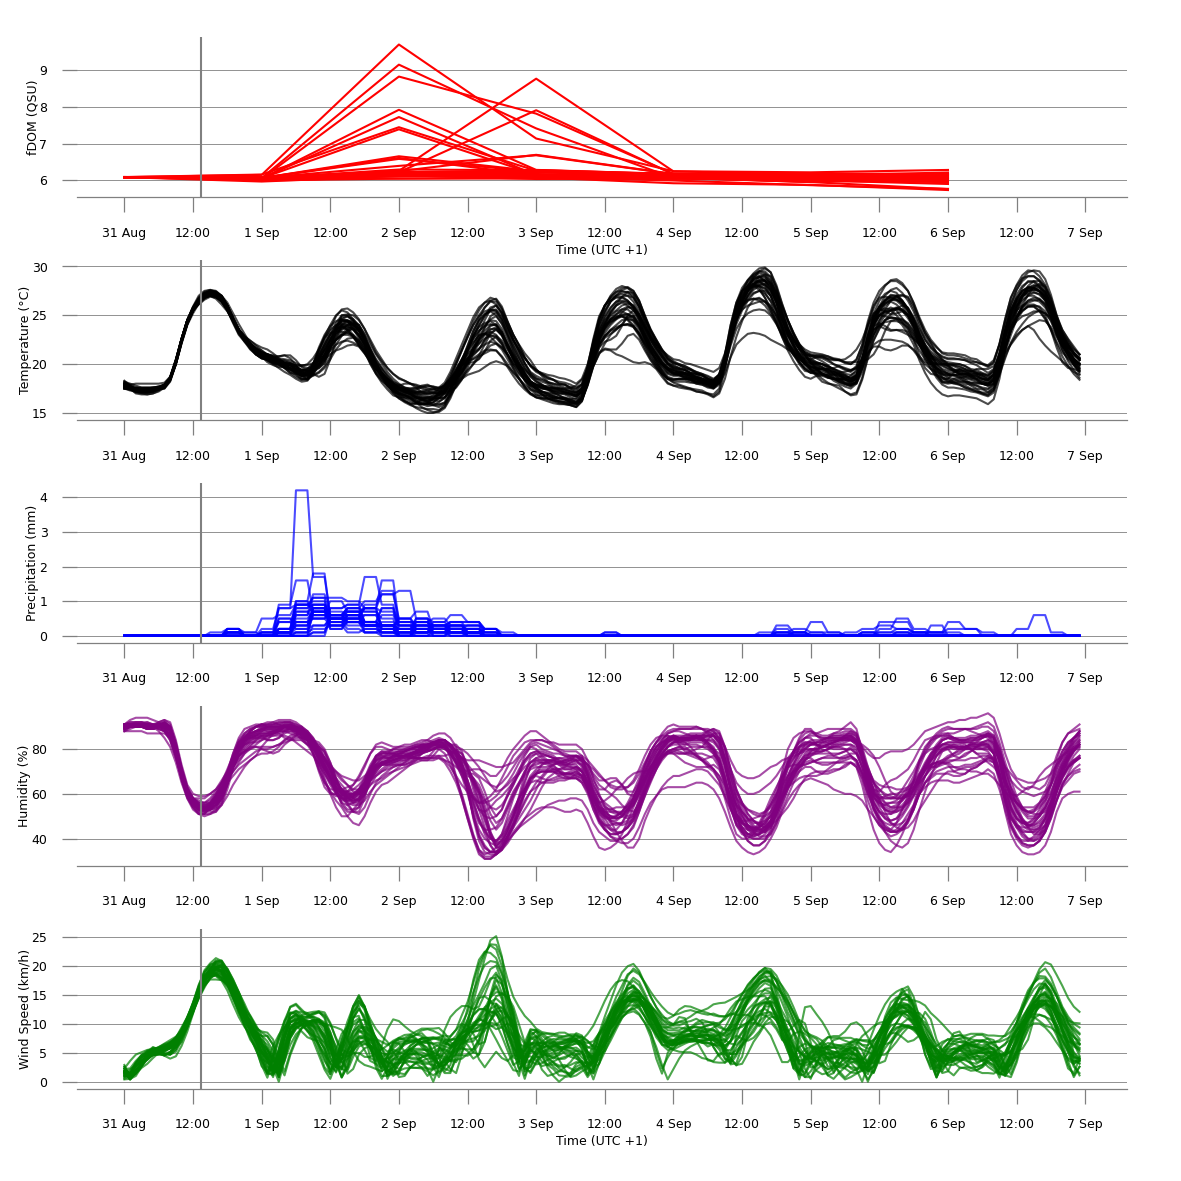 fDOM (QSU)
9
8
7
6
31 Aug 12:00 1 Sep 12:00 2 Sep 12:00 3 Sep 12:00 4 Sep 12:00 5 Sep 12:00 6 Sep 12:00 7 Sep
Time (UTC +1)
Temperature (°C)
30
25
20
15
31 Aug 12:00 1 Sep 12:00 2 Sep 12:00 3 Sep 12:00 4 Sep 12:00 5 Sep 12:00 6 Sep 12:00 7 Sep
Precipitation (mm)
4
3
2
1
0
31 Aug 12:00 1 Sep 12:00 2 Sep 12:00 3 Sep 12:00 4 Sep 12:00 5 Sep 12:00 6 Sep 12:00 7 Sep
Humidity (%)
80
60
40
31 Aug 12:00 1 Sep 12:00 2 Sep 12:00 3 Sep 12:00 4 Sep 12:00 5 Sep 12:00 6 Sep 12:00 7 Sep
Wind Speed (km/h)
25
20
15
10
5
0
31 Aug 12:00 1 Sep 12:00 2 Sep 12:00 3 Sep 12:00 4 Sep 12:00 5 Sep 12:00 6 Sep 12:00 7 Sep
Time (UTC +1)